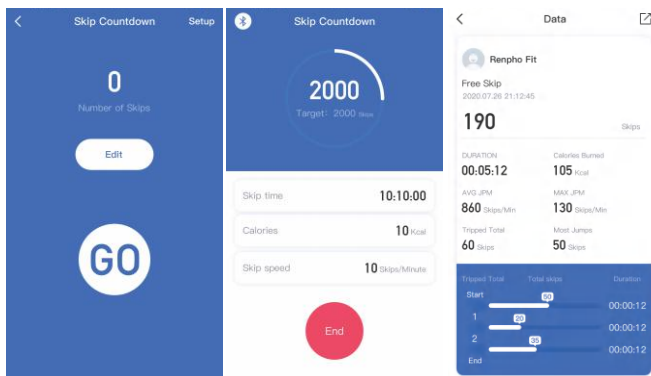 Skip Countdown Setup
0
Number of Skips
Edit
GO
Skip Countdown
2000
Target: 2000 Skips
Skip time 10:10:00
Calories 10 Kcal
Skip speed 10 Skips/Minute
End
Data
Renpho Fit
Free Skip
2020.07.26 21:12:45
190 Skips
DURATION Calories Burned
00:05:12 105 Kcal
AVG JPM MAX JPM
860 Skips/Min 130 Skips/Min
Tripped Total Most Jumps
60 Skips 50 Skips
Tripped Total Total skips Duration
Start
50
00:00:12
1
20
00:00:12
2
35
00:00:12
End